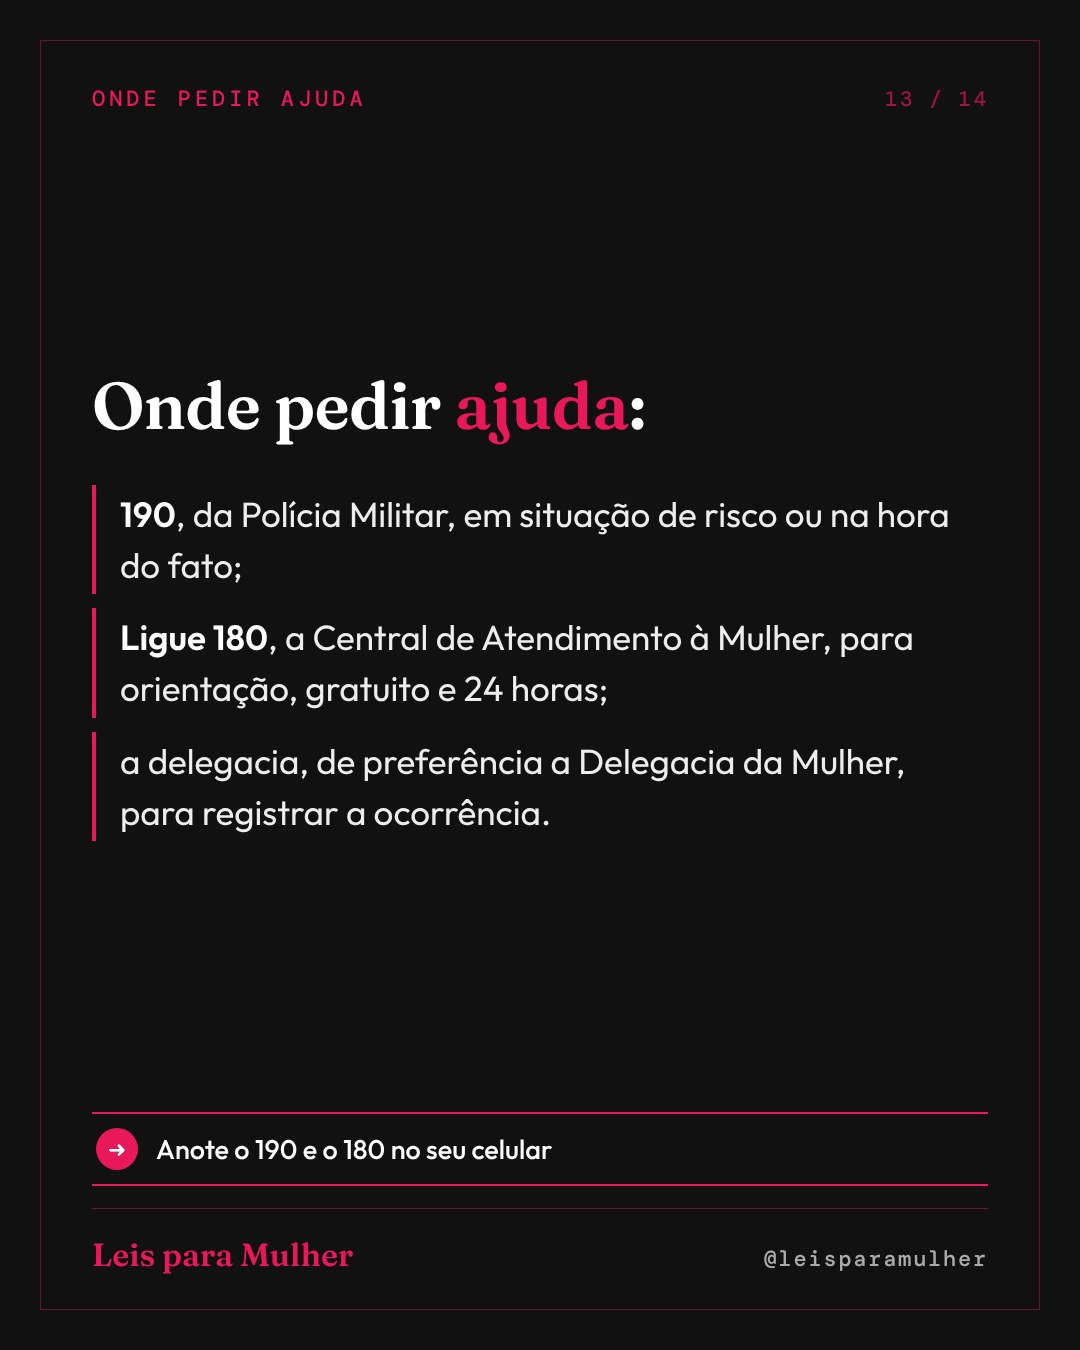 ONDE PEDIR AJUDA
13 / 14
Onde pedir ajuda:
190, da Polícia Militar, em situação de risco ou na hora
do fato;
Ligue 180, a Central de Atendimento à Mulher, para
orientação, gratuito e 24 horas;
a delegacia, de preferência a Delegacia da Mulher,
para registrar a ocorrência.
Anote o 190 e o 180 no seu celular
Leis para Mulher
@leisparamulher